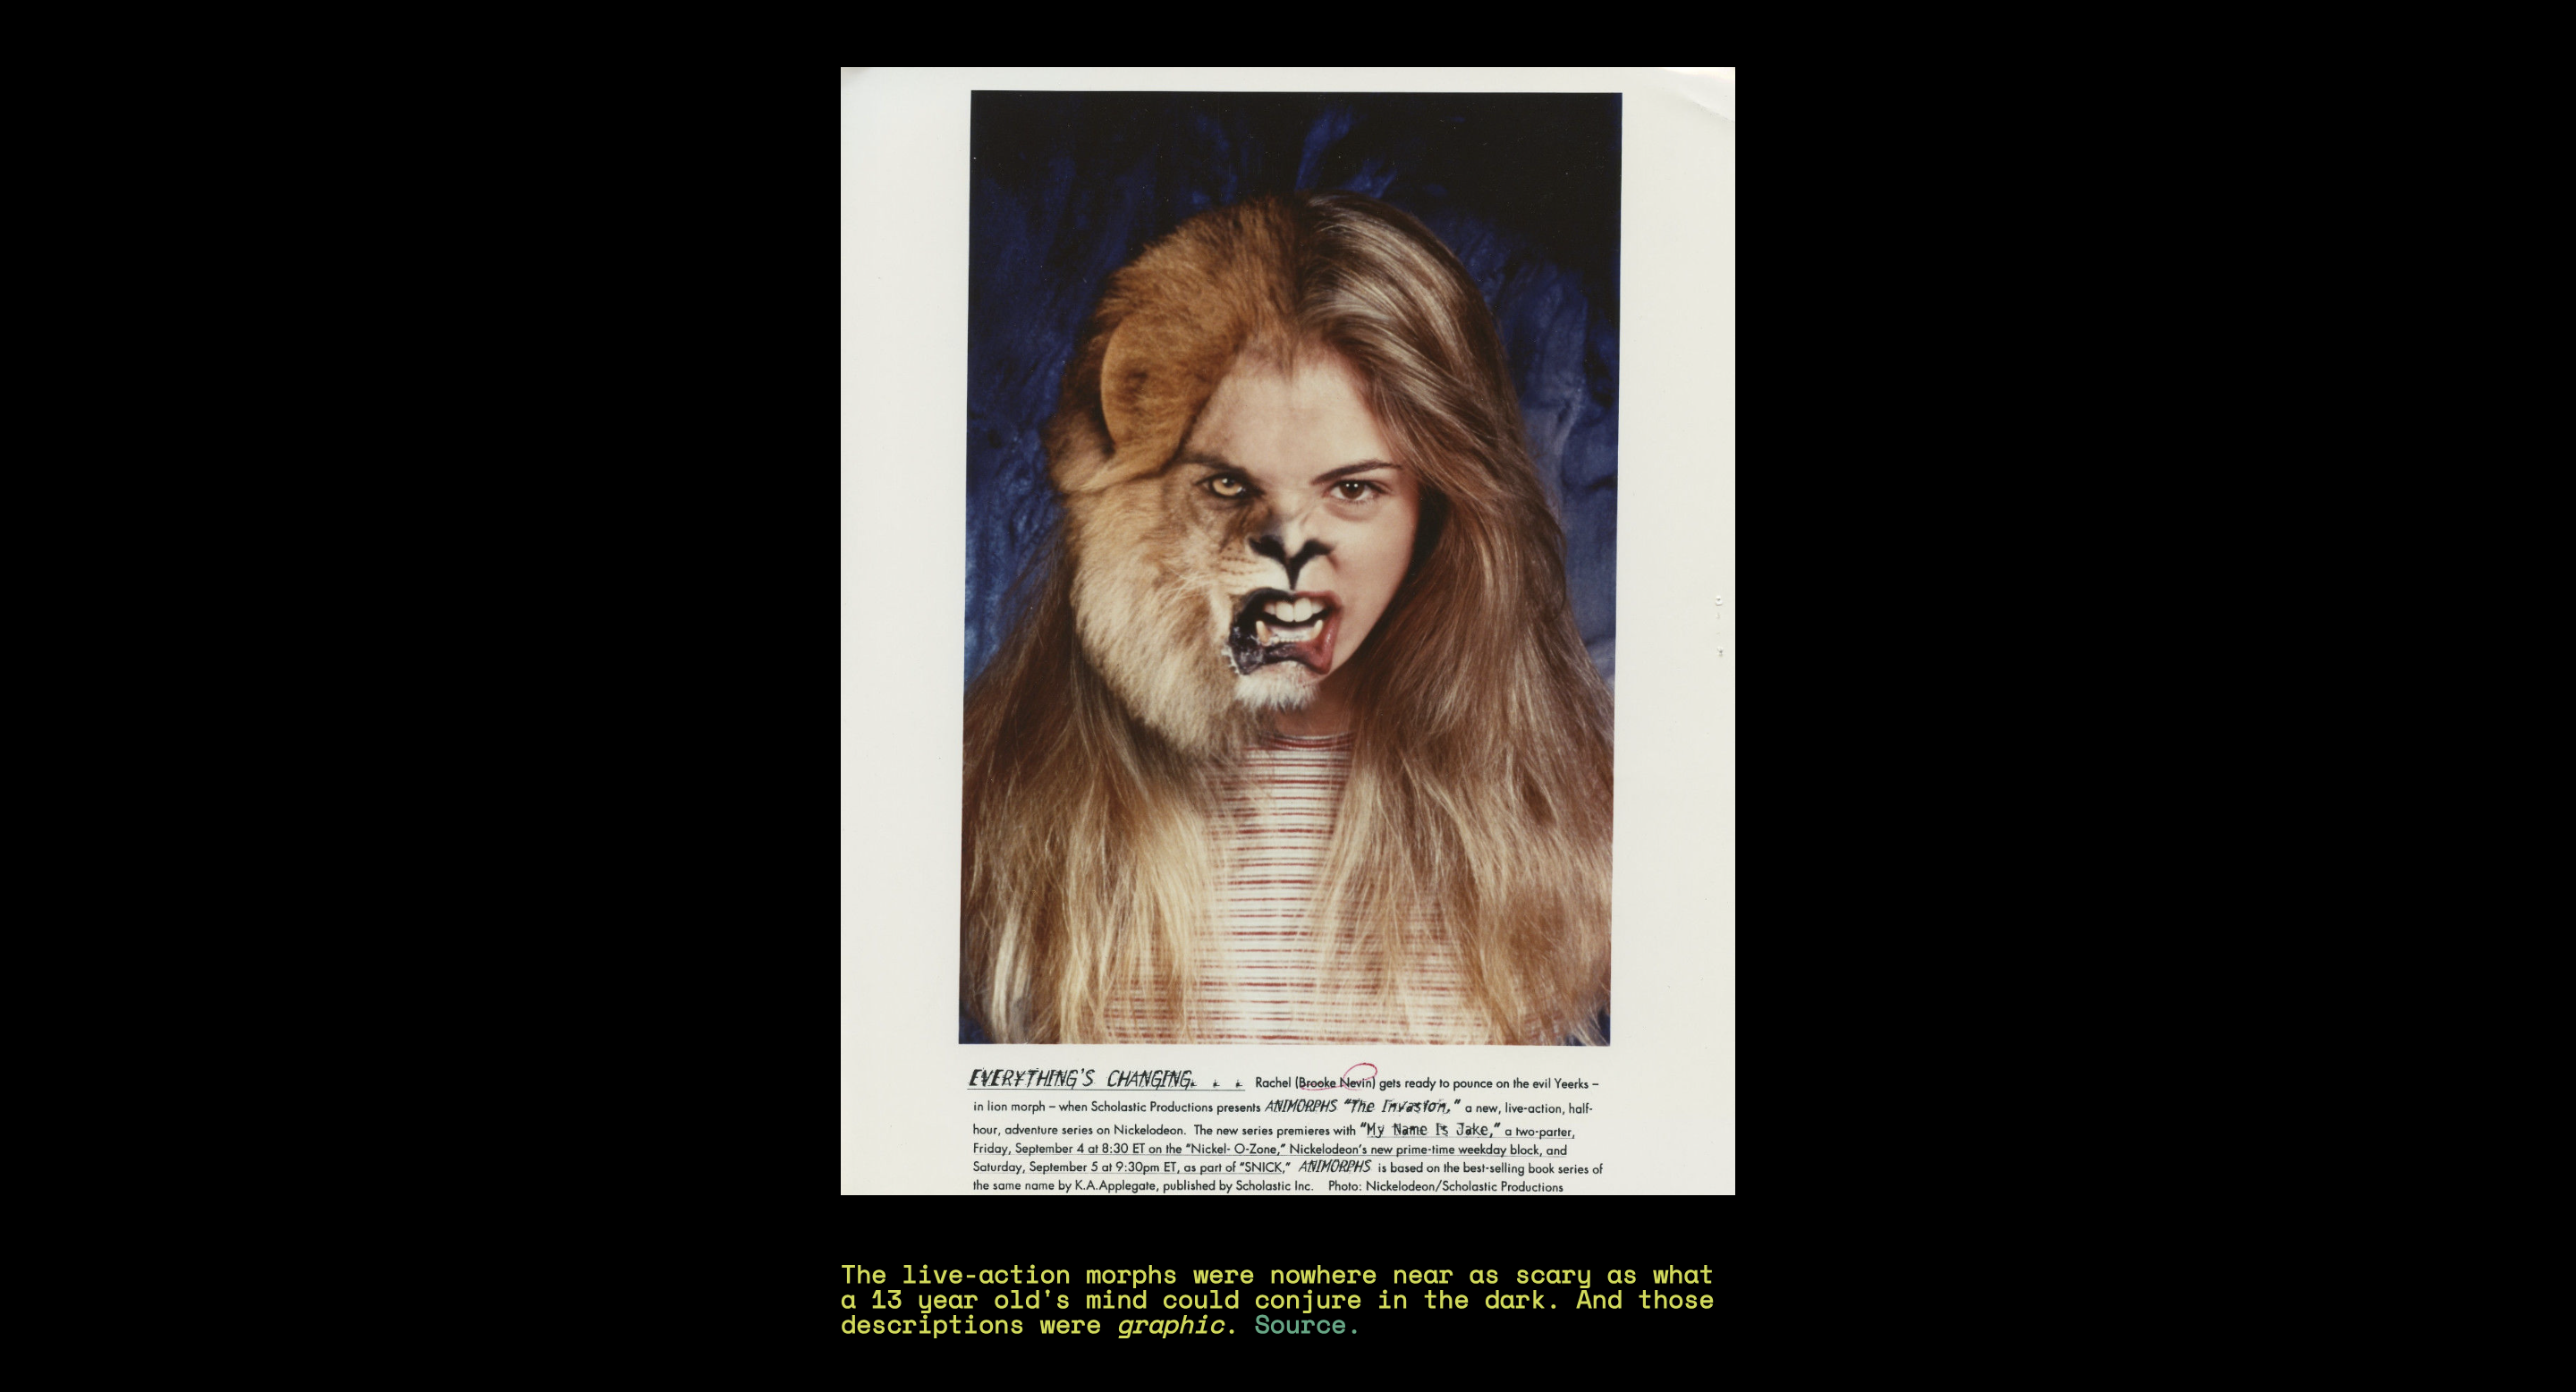 EVERYTHING'S CHANGING. . . Rachel (Brooke Nevin) gets ready to pounce on the evil Yeerks –
in lion morph – when Scholastic Productions presents ANIMORPHS "The Invasion," a new, live-action, half-
hour, adventure series on Nickelodeon. The new series premieres with "My Name Is Jake," a two-parter,
Friday, September 4 at 8:30 ET on the "Nickel- O-Zone," Nickelodeon's new prime-time weekday block, and
Saturday, September 5 at 9:30pm ET, as part of "SNICK," ANIMORPHS is based on the best-selling book series of
the same name by K.A.Applegate, published by Scholastic Inc. Photo: Nickelodeon/Scholastic Productions
The live-action morphs were nowhere near as scary as what
a 13 year old's mind could conjure in the dark. And those
descriptions were graphic. Source.